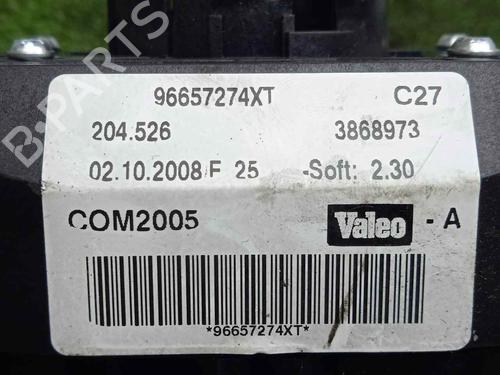 96657274XT C27
204.526 3868973
02.10.2008 F 25 -Soft: 2.30
COM2005 Valeo - A
*96657274XT*
B-PARTS